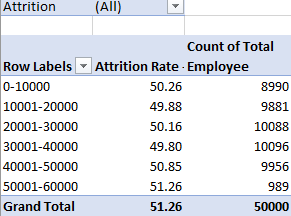 Attrition (All)
Count of Total
Row Labels Attrition Rate - Employee
0-10000 50.26 8990
10001-20000 49.88 9881
20001-30000 50.16 10088
30001-40000 49.80 10096
40001-50000 50.85 9956
50001-60000 51.26 989
Grand Total 51.26 50000